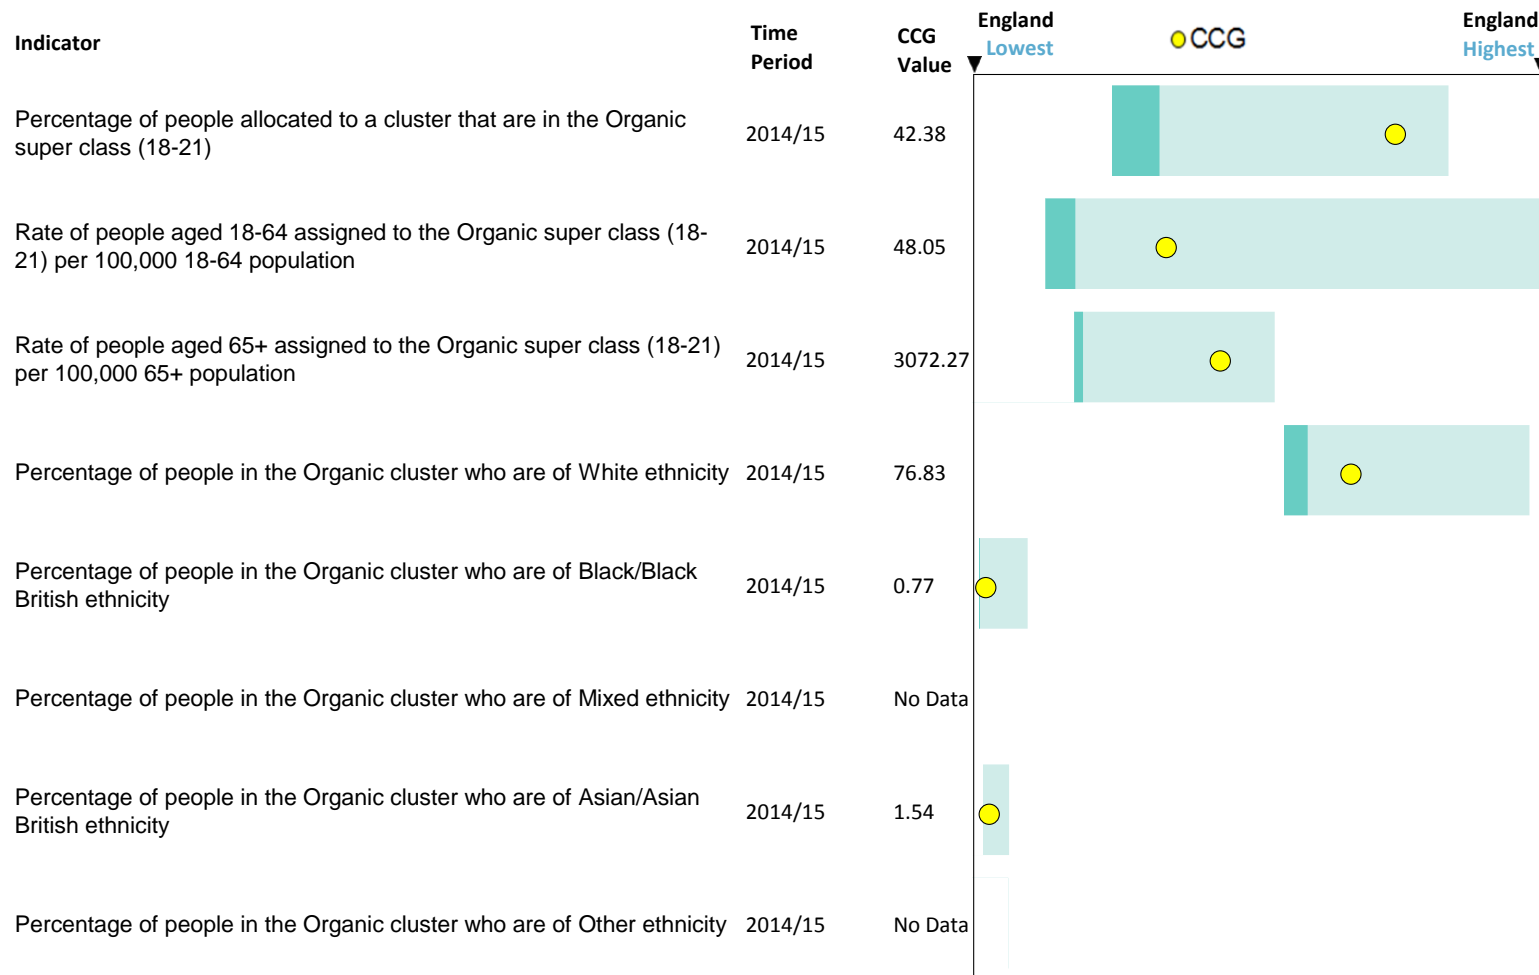 Indicator
Time
Period
CCG
Value
England
Lowest
CCG
England
Highest
Percentage of people allocated to a cluster that are in the Organic
super class (18-21)
2014/15
42.38
Rate of people aged 18-64 assigned to the Organic super class (18-
21) per 100,000 18-64 population
2014/15
48.05
Rate of people aged 65+ assigned to the Organic super class (18-21)
per 100,000 65+ population
2014/15
3072.27
Percentage of people in the Organic cluster who are of White ethnicity
2014/15
76.83
Percentage of people in the Organic cluster who are of Black/Black
British ethnicity
2014/15
0.77
Percentage of people in the Organic cluster who are of Mixed ethnicity
2014/15
No Data
Percentage of people in the Organic cluster who are of Asian/Asian
British ethnicity
2014/15
1.54
Percentage of people in the Organic cluster who are of Other ethnicity
2014/15
No Data